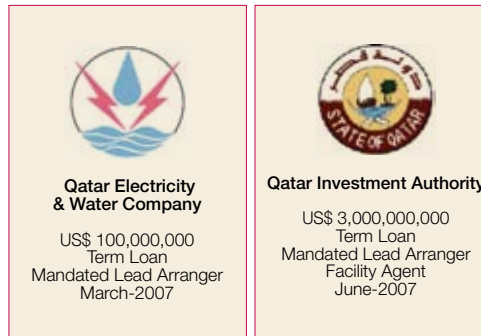 Qatar Electricity
& Water Company
US$ 100,000,000
Term Loan
Mandated Lead Arranger
March-2007
دولة قطر
STATE OF QATAR
Qatar Investment Authority
US$ 3,000,000,000
Term Loan
Mandated Lead Arranger
Facility Agent
June-2007